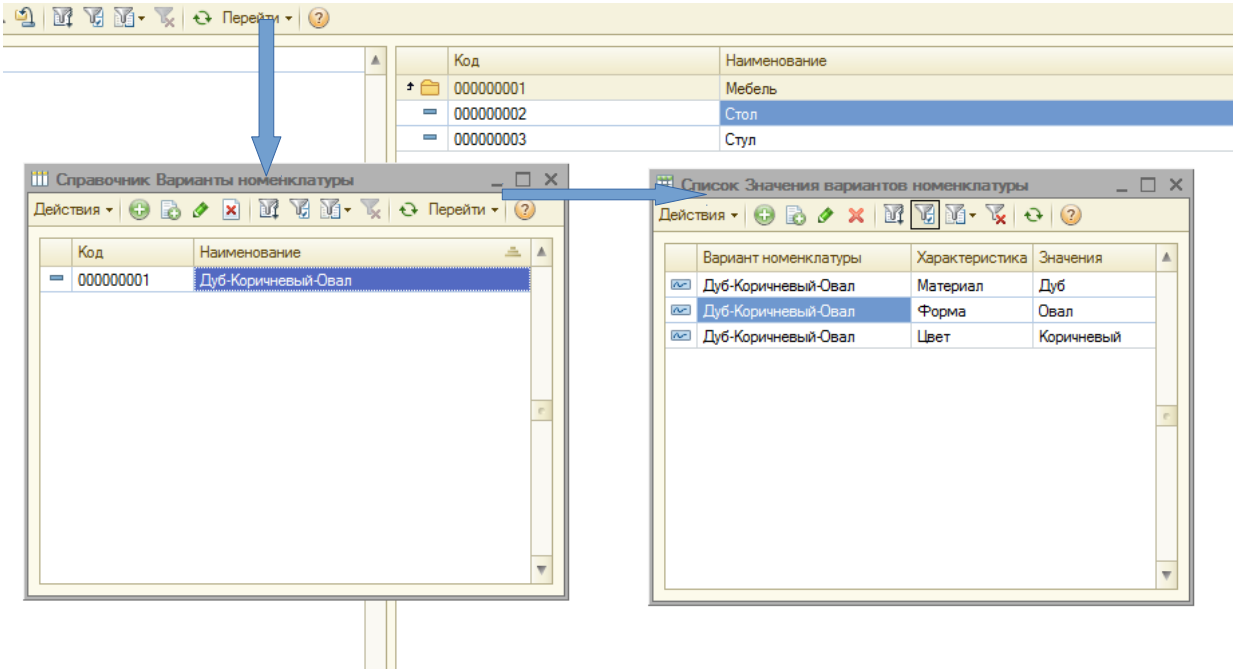 Перейти
Код Наименование
000000001 Мебель
000000002 Стол
000000003 Стул
Справочник Варианты номенклатуры
Действия Перейти
Код Наименование
000000001 Дуб-Коричневый-Овал
Список Значения вариантов номенклатуры
Действия
Вариант номенклатуры Характеристика Значения
Дуб-Коричневый-Овал Материал Дуб
Дуб-Коричневый-Овал Форма Овал
Дуб-Коричневый-Овал Цвет Коричневый